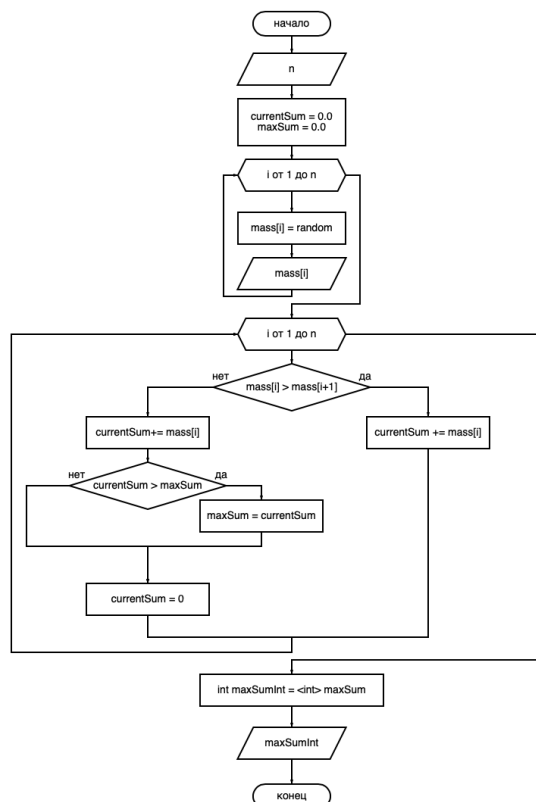 начало
n
currentSum = 0.0
maxSum = 0.0
i от 1 до n
mass[i] = random
mass[i]
i от 1 до n
нет
mass[i] > mass[i+1]
да
currentSum+= mass[i]
currentSum += mass[i]
нет
currentSum > maxSum
да
maxSum = currentSum
currentSum = 0
int maxSumInt = <int> maxSum
maxSumInt
конец